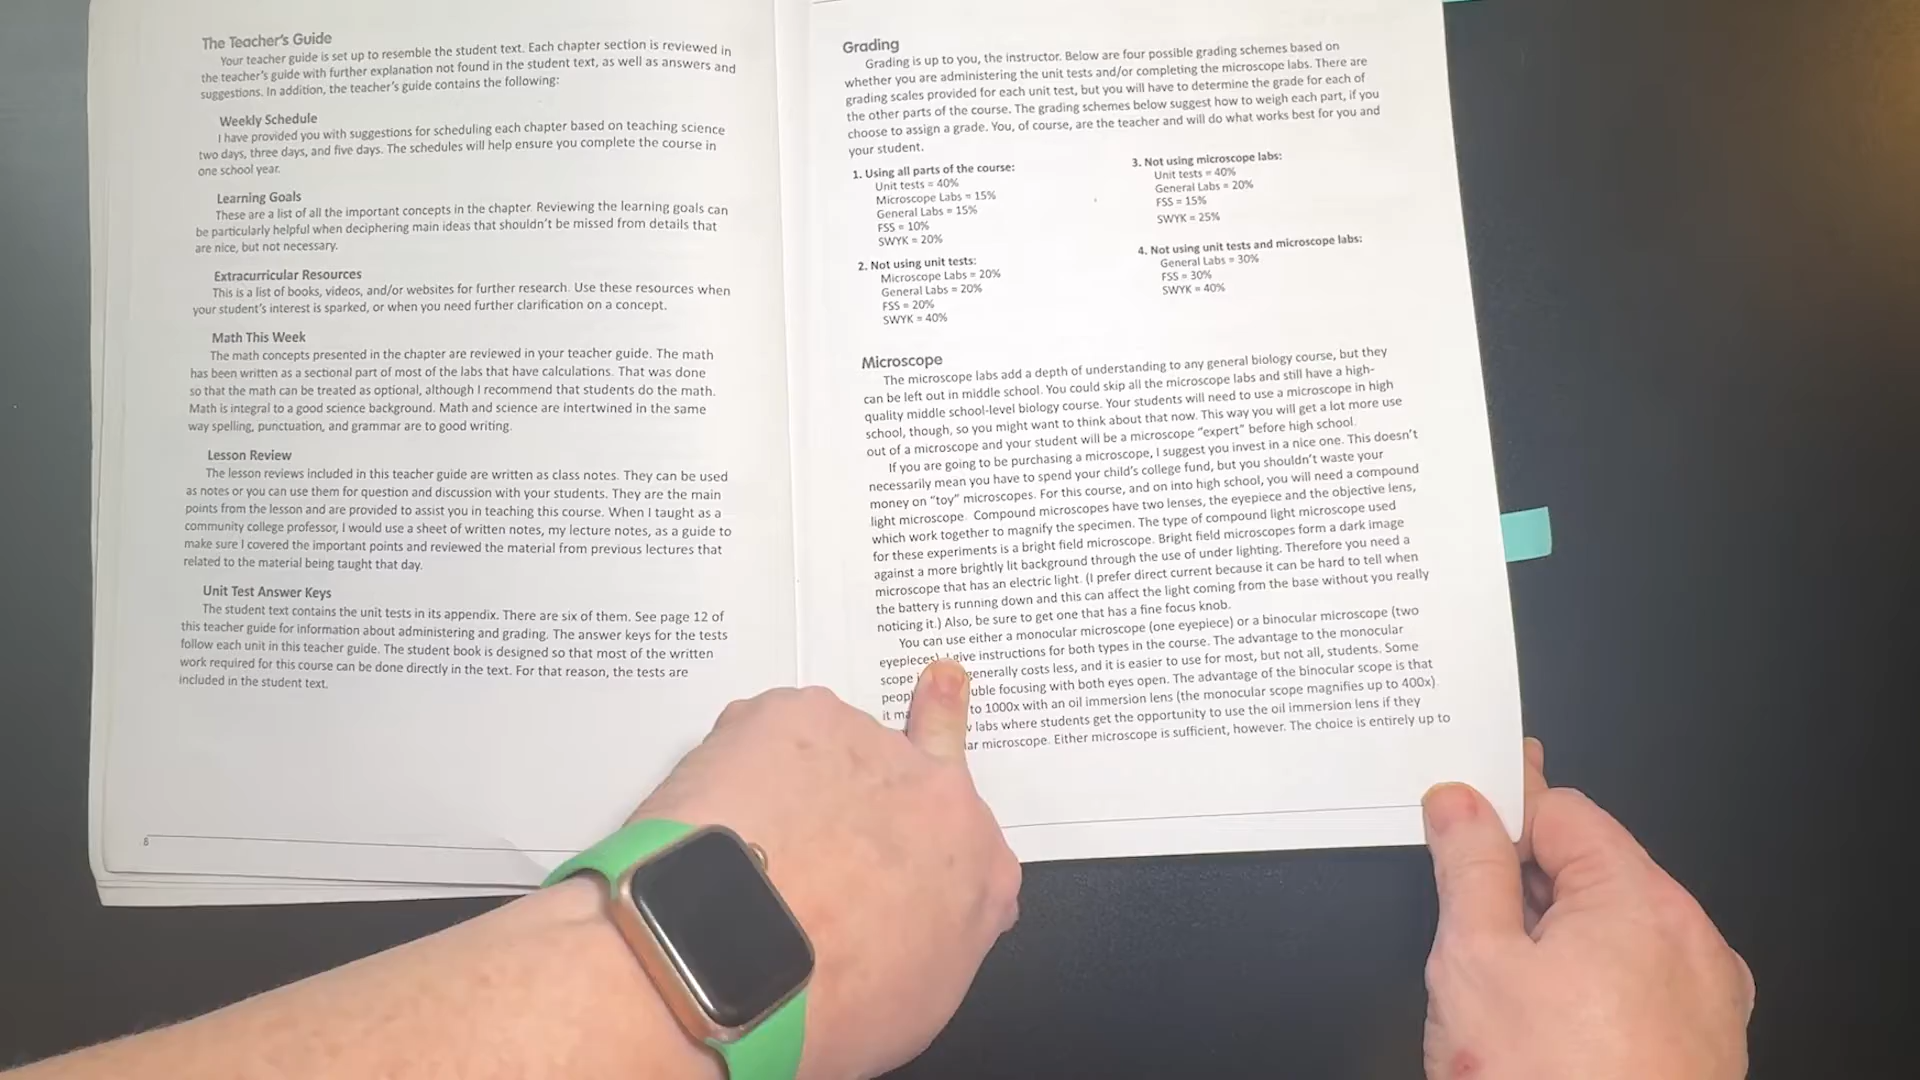 The Teacher's Guide
Your teacher guide is set up to resemble the student text. Each chapter section is reviewed in
the teacher's guide with further explanation not found in the student text, as well as answers and
suggestions. In addition, the teacher's guide contains the following:
Weekly Schedule
I have provided you with suggestions for scheduling each chapter based on teaching science
two days, three days, and five days. The schedules will help ensure you complete the course in
one school year.
Learning Goals
These are a list of all the important concepts in the chapter. Reviewing the learning goals can
be particularly helpful when deciphering main ideas that shouldn't be missed from details that
are nice, but not necessary.
Extracurricular Resources
This is a list of books, videos, and/or websites for further research. Use these resources when
your student's interest is sparked, or when you need further clarification on a concept.
Math This Week
The math concepts presented in the chapter are reviewed in your teacher guide. The math
has been written as a sectional part of most of the labs that have calculations. That was done
so that the math can be treated as optional, although I recommend that students do the math.
Math is integral to a good science background. Math and science are intertwined in the same
way spelling, punctuation, and grammar are to good writing.
Lesson Review
The lesson reviews included in this teacher guide are written as class notes. They can be used
as notes or you can use them for question and discussion with your students. They are the main
points from the lesson and are provided to assist you in teaching this course. When I taught as a
community college professor, I would use a sheet of written notes, my lecture notes, as a guide to
make sure I covered the important points and reviewed the material from previous lectures that
related to the material being taught that day.
Unit Test Answer Keys
The student text contains the unit tests in its appendix. There are six of them. See page 12 of
this teacher guide for information about administering and grading. The answer keys for the tests
follow each unit in this teacher guide. The student book is designed so that most of the written
work required for this course can be done directly in the text. For that reason, the tests are
included in the student text.
8
Grading
Grading is up to you, the instructor. Below are four possible grading schemes based on
whether you are administering the unit tests and/or completing the microscope labs. There are
grading scales provided for each unit test, but you will have to determine the grade for each of
the other parts of the course. The grading schemes below suggest how to weigh each part, if you
choose to assign a grade. You, of course, are the teacher and will do what works best for you and
your student.
1. Using all parts of the course:
Unit tests = 40%
Microscope Labs = 15%
General Labs = 15%
FSS = 10%
SWYK = 20%
2. Not using unit tests:
Microscope Labs = 20%
General Labs = 20%
FSS = 20%
SWYK = 40%
3. Not using microscope labs:
Unit tests = 40%
General Labs = 20%
FSS = 15%
SWYK = 25%
4. Not using unit tests and microscope labs:
General Labs = 30%
FSS = 30%
SWYK = 40%
Microscope
The microscope labs add a depth of understanding to any general biology course, but they
can be left out in middle school. You could skip all the microscope labs and still have a high-
quality middle school-level biology course. Your students will need to use a microscope in high
school, though, so you might want to think about that now. This way you will get a lot more use
out of a microscope and your student will be a microscope "expert" before high school.
If you are going to be purchasing a microscope, I suggest you invest in a nice one. This doesn't
necessarily mean you have to spend your child's college fund, but you shouldn't waste your
money on "toy" microscopes. For this course, and on into high school, you will need a compound
light microscope. Compound microscopes have two lenses, the eyepiece and the objective lens,
which work together to magnify the specimen. The type of compound light microscope used
for these experiments is a bright field microscope. Bright field microscopes form a dark image
against a more brightly lit background through the use of under lighting. Therefore you need a
microscope that has an electric light. (I prefer direct current because it can be hard to tell when
the battery is running down and this can affect the light coming from the base without you really
noticing it.) Also, be sure to get one that has a fine focus knob.
You can use either a monocular microscope (one eyepiece) or a binocular microscope (two
eyepieces). I give instructions for both types in the course. The advantage to the monocular
scope generally costs less, and it is easier to use for most, but not all, students. Some
focusing with both eyes open. The advantage of the binocular scope is that
it to 1000x with an oil immersion lens (the monocular scope magnifies up to 400x).
labs where students get the opportunity to use the oil immersion lens if they
microscope. Either microscope is sufficient, however. The choice is entirely up to